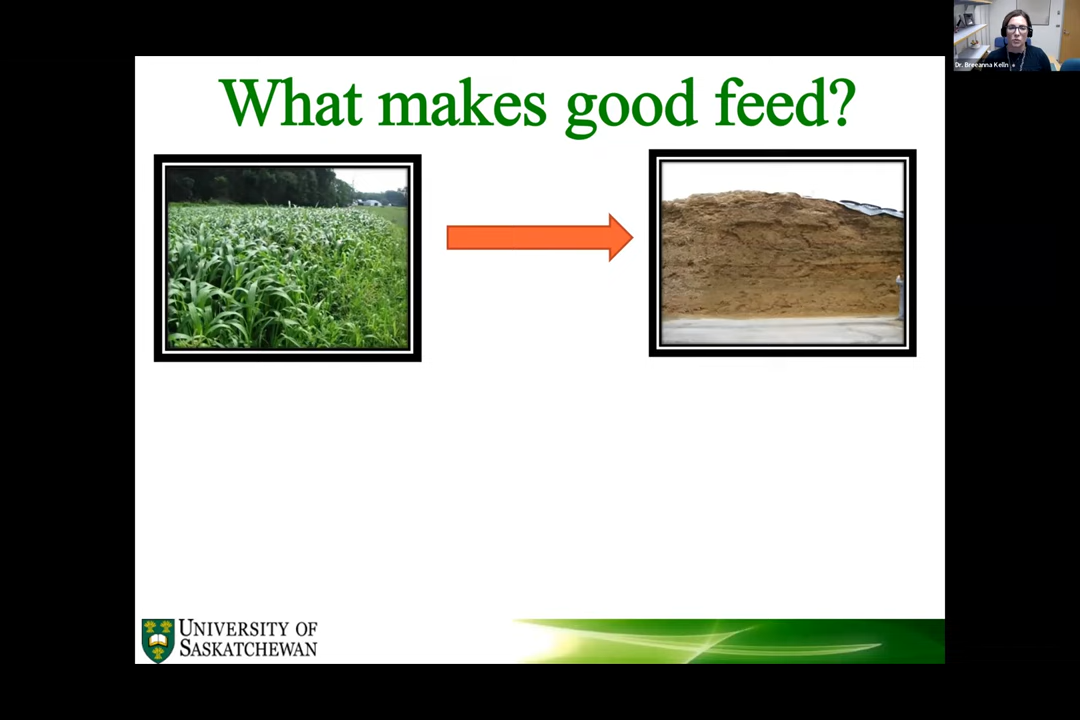 What makes good feed?
Dr. Breeanna Kelln
UNIVERSITY OF
SASKATCHEWAN